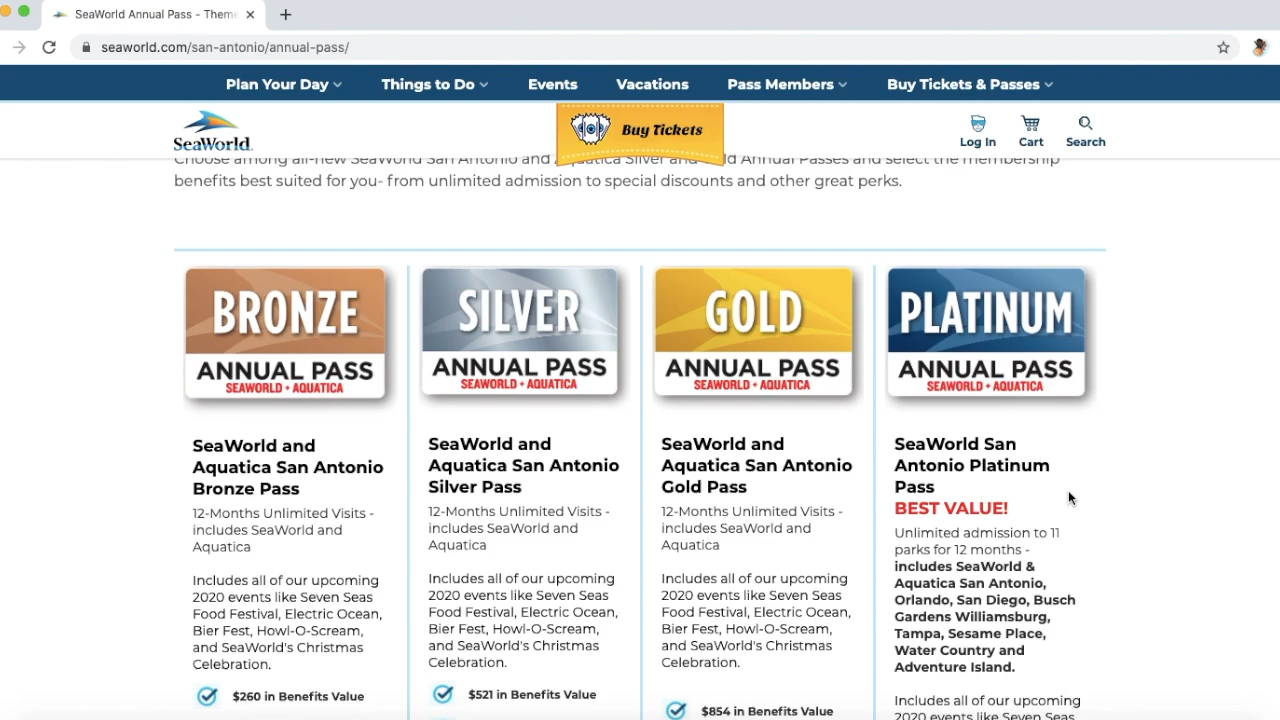 SeaWorld Annual Pass - Theme
seaworld.com/san-antonio/annual-pass/
Plan Your Day
Things to Do
Events
Vacations
Pass Members
Buy Tickets & Passes
SeaWorld
Buy Tickets
Log In
Cart
Search
Choose among all-new SeaWorld San Antonio and Aquatica Silver and Gold Annual Passes and select the membership
benefits best suited for you- from unlimited admission to special discounts and other great perks.
BRONZE
ANNUAL PASS
SEAWORLD + AQUATICA
SeaWorld and
Aquatica San Antonio
Bronze Pass
12-Months Unlimited Visits -
includes SeaWorld and
Aquatica
Includes all of our upcoming
2020 events like Seven Seas
Food Festival, Electric Ocean,
Bier Fest, Howl-O-Scream,
and SeaWorld's Christmas
Celebration.
$260 in Benefits Value
SILVER
ANNUAL PASS
SEAWORLD + AQUATICA
SeaWorld and
Aquatica San Antonio
Silver Pass
12-Months Unlimited Visits -
includes SeaWorld and
Aquatica
Includes all of our upcoming
2020 events like Seven Seas
Food Festival, Electric Ocean,
Bier Fest, Howl-O-Scream,
and SeaWorld's Christmas
Celebration.
$521 in Benefits Value
GOLD
ANNUAL PASS
SEAWORLD + AQUATICA
SeaWorld and
Aquatica San Antonio
Gold Pass
12-Months Unlimited Visits -
includes SeaWorld and
Aquatica
Includes all of our upcoming
2020 events like Seven Seas
Food Festival, Electric Ocean,
Bier Fest, Howl-O-Scream,
and SeaWorld's Christmas
Celebration.
$854 in Benefits Value
PLATINUM
ANNUAL PASS
SEAWORLD + AQUATICA
SeaWorld San
Antonio Platinum
Pass
BEST VALUE!
Unlimited admission to 11
parks for 12 months -
includes SeaWorld &
Aquatica San Antonio,
Orlando, San Diego, Busch
Gardens Williamsburg,
Tampa, Sesame Place,
Water Country and
Adventure Island.
Includes all of our upcoming
2020 events like Seven Seas